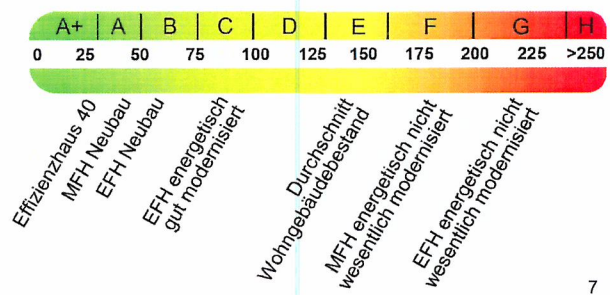 A+ A B C D E F G H
0 25 50 75 100 125 150 175 200 225 >250
Effizienzhaus 40
MFH Neubau
EFH Neubau
EFH energetisch
gut modernisiert
Durchschnitt
Wohngebäudebestand
MFH energetisch nicht
wesentlich modernisiert
EFH energetisch nicht
wesentlich modernisiert
7